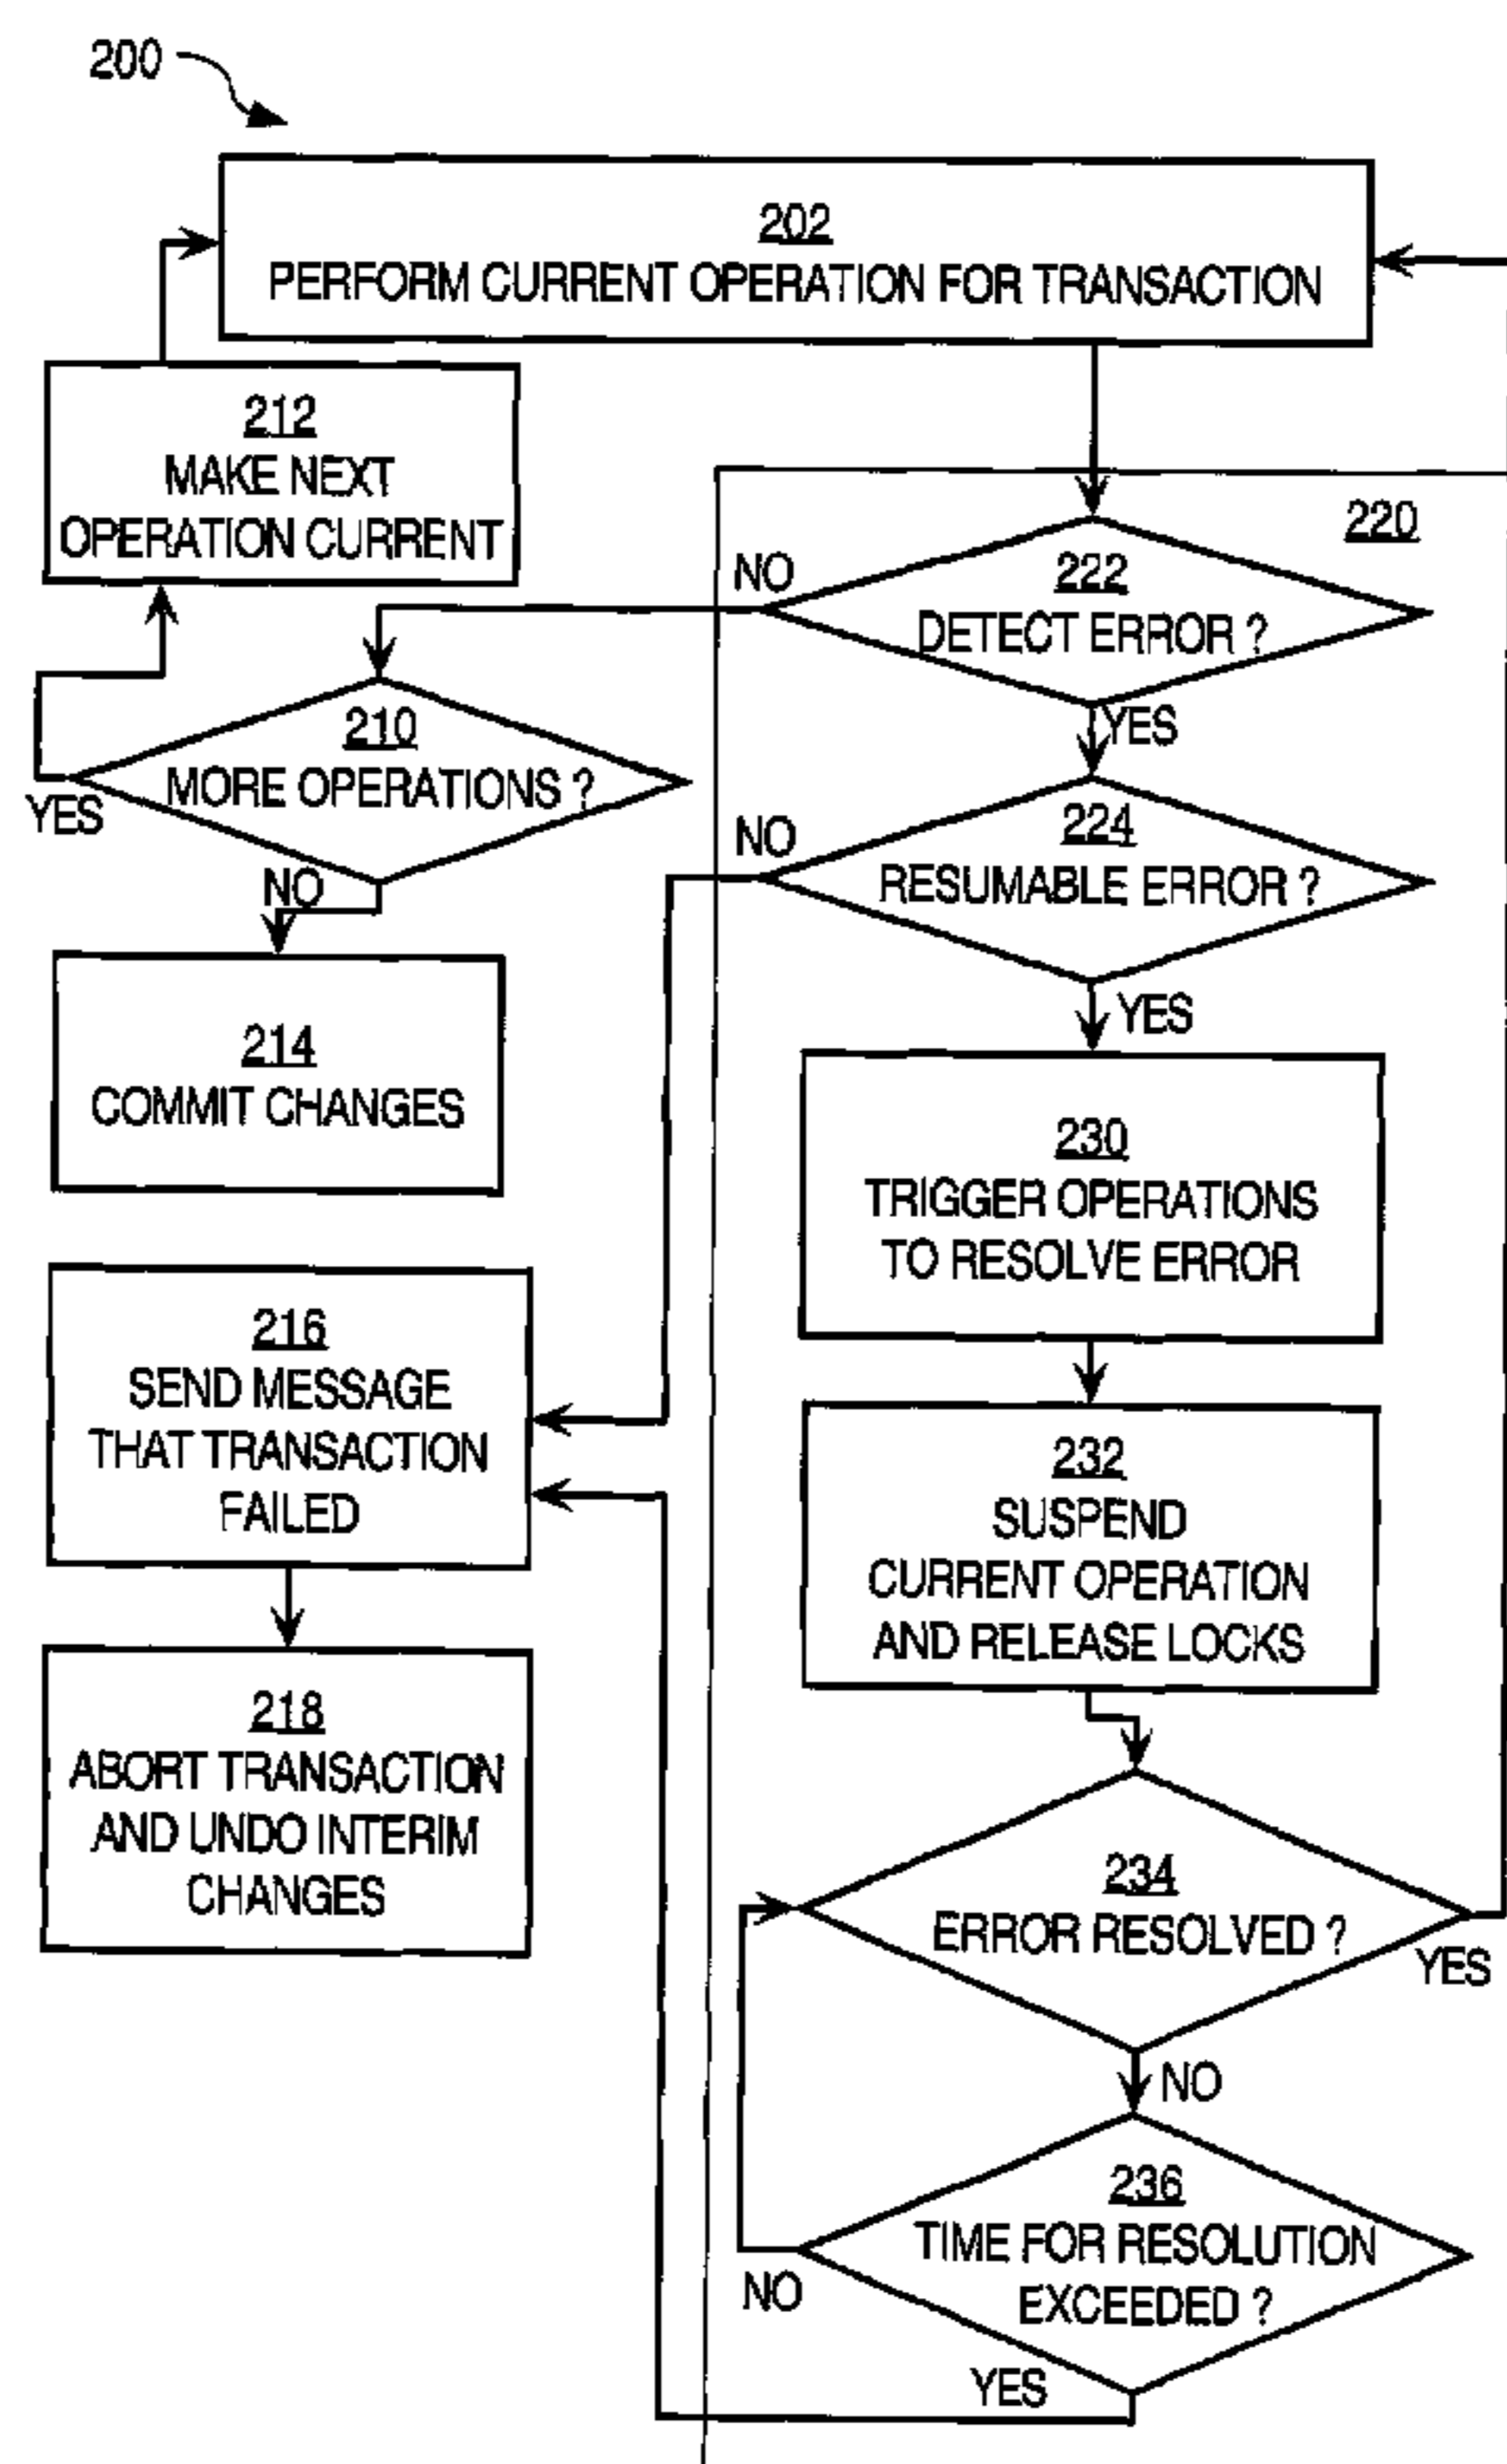 200
202
PERFORM CURRENT OPERATION FOR TRANSACTION
212
MAKE NEXT
OPERATION CURRENT
220
NO
222
DETECT ERROR ?
YES
210
MORE OPERATIONS ?
YES
NO
NO
224
RESUMABLE ERROR ?
YES
214
COMMIT CHANGES
230
TRIGGER OPERATIONS
TO RESOLVE ERROR
216
SEND MESSAGE
THAT TRANSACTION
FAILED
232
SUSPEND
CURRENT OPERATION
AND RELEASE LOCKS
218
ABORT TRANSACTION
AND UNDO INTERIM
CHANGES
234
ERROR RESOLVED ?
YES
NO
236
TIME FOR RESOLUTION
EXCEEDED ?
NO
YES